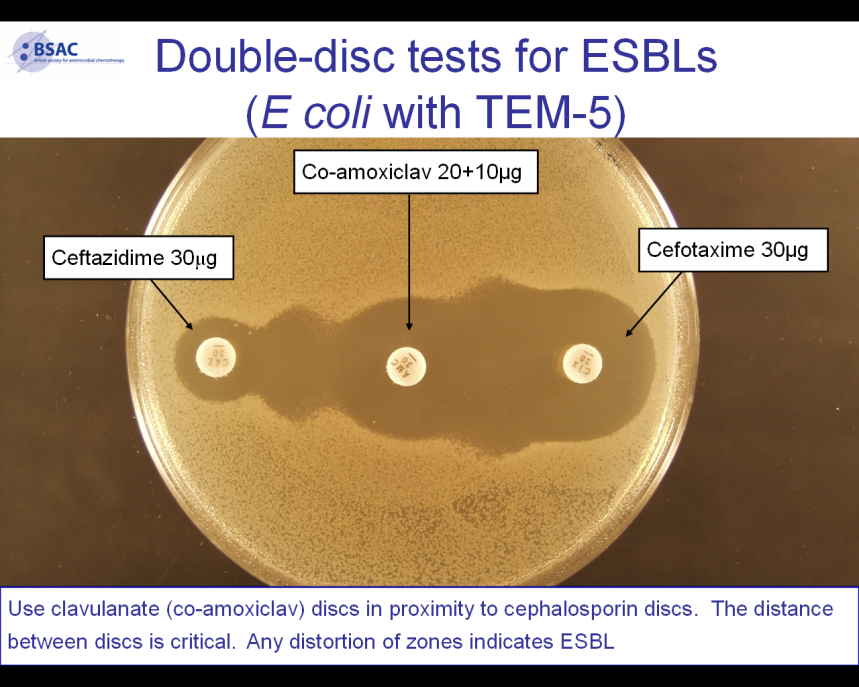 BSAC
British society for antimicrobial chemotherapy
Double-disc tests for ESBLs
(E coli with TEM-5)
Co-amoxiclav 20+10µg
Ceftazidime 30µg
Cefotaxime 30µg
CAZ
30
AMC
30
CTX
30
Use clavulanate (co-amoxiclav) discs in proximity to cephalosporin discs.  The distance
between discs is critical.  Any distortion of zones indicates ESBL